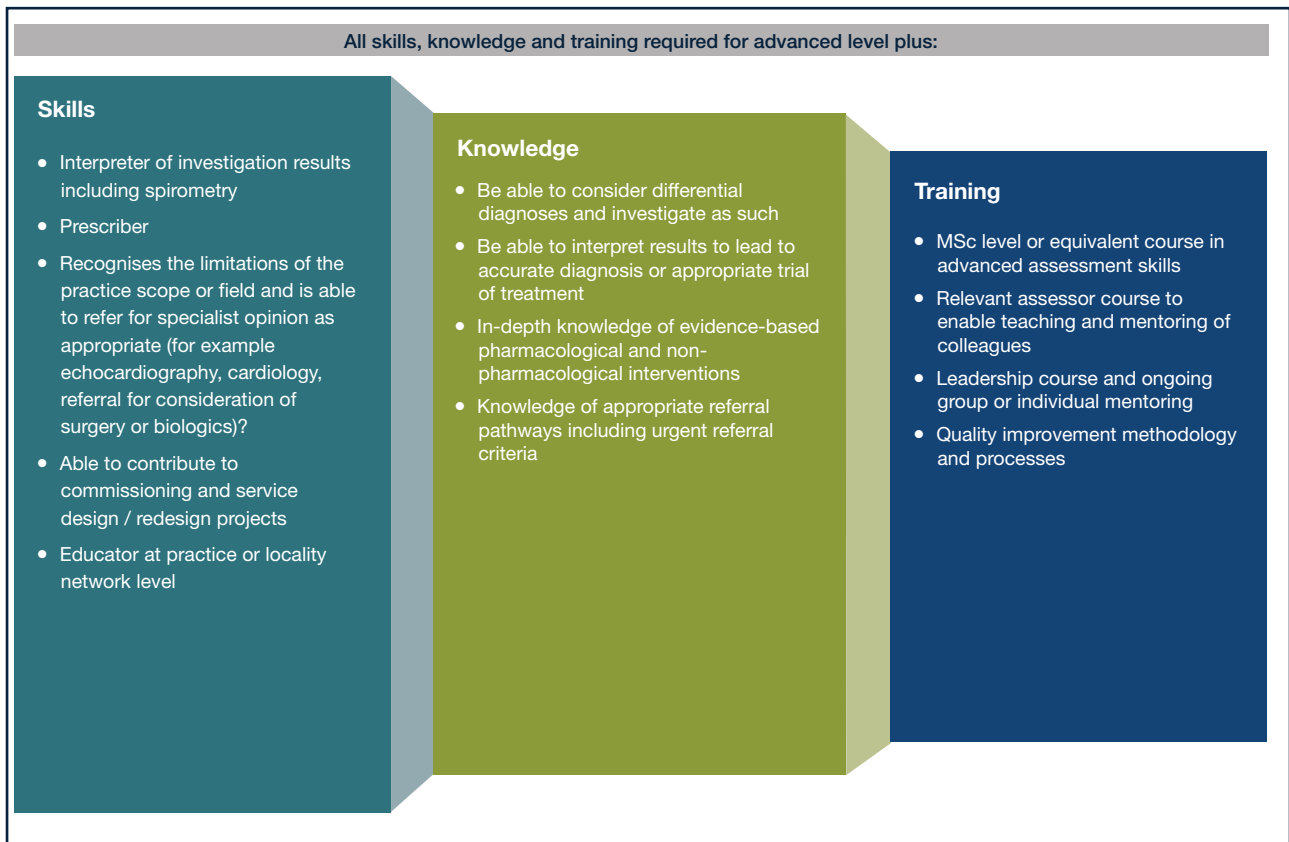 All skills, knowledge and training required for advanced level plus:
Skills
• Interpreter of investigation results
including spirometry
• Prescriber
• Recognises the limitations of the
practice scope or field and is able
to refer for specialist opinion as
appropriate (for example
echocardiography, cardiology,
referral for consideration of
surgery or biologics)?
• Able to contribute to
commissioning and service
design / redesign projects
• Educator at practice or locality
network level
Knowledge
• Be able to consider differential
diagnoses and investigate as such
• Be able to interpret results to lead to
accurate diagnosis or appropriate trial
of treatment
• In-depth knowledge of evidence-based
pharmacological and non-
pharmacological interventions
• Knowledge of appropriate referral
pathways including urgent referral
criteria
Training
• MSc level or equivalent course in
advanced assessment skills
• Relevant assessor course to
enable teaching and mentoring of
colleagues
• Leadership course and ongoing
group or individual mentoring
• Quality improvement methodology
and processes